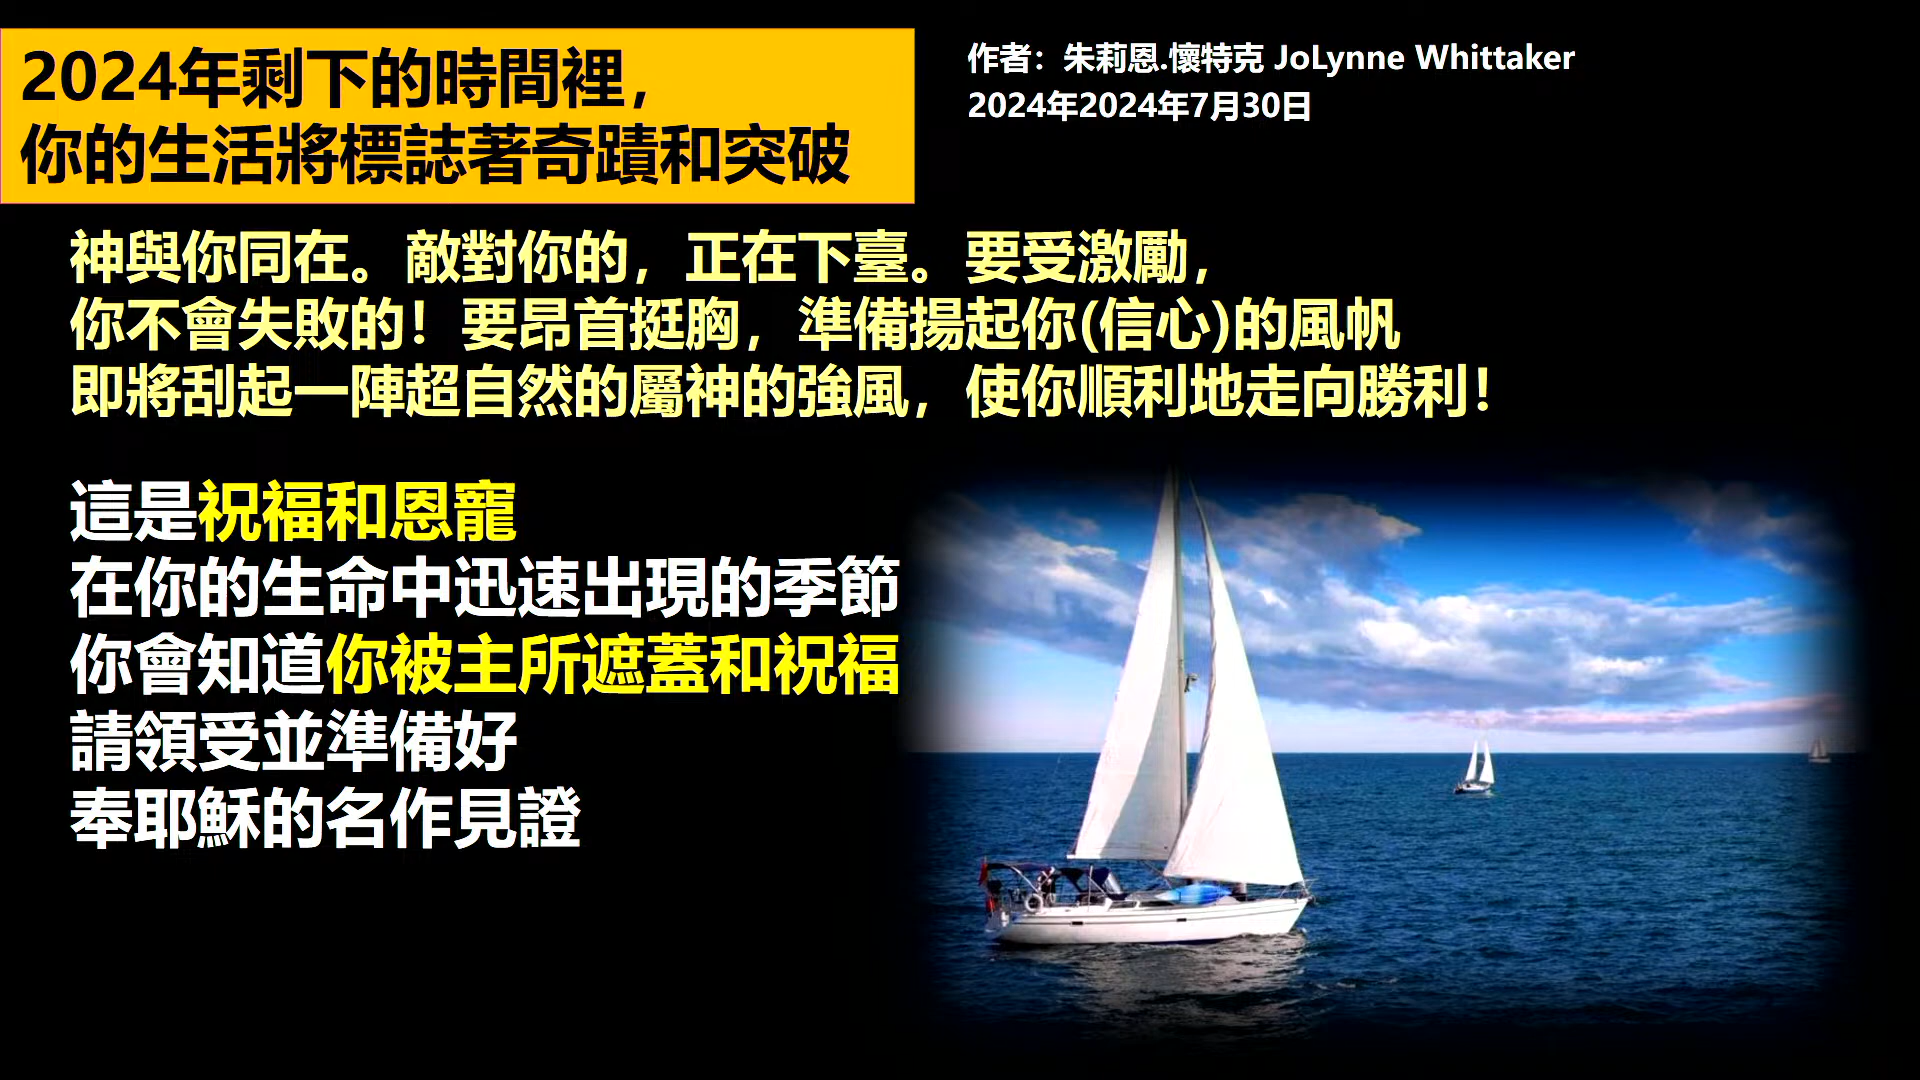 2024年剩下的時間裡，
你的生活將標誌著奇蹟和突破
作者：朱莉恩.懷特克 JoLynne Whittaker
2024年2024年7月30日
神與你同在。敵對你的，正在下臺。要受激勵，
你不會失敗的！要昂首挺胸，準備揚起你(信心)的風帆
即將刮起一陣超自然的屬神的強風，使你順利地走向勝利！
這是祝福和恩寵
在你的生命中迅速出現的季節
你會知道你被主所遮蓋和祝福
請領受並準備好
奉耶穌的名作見證